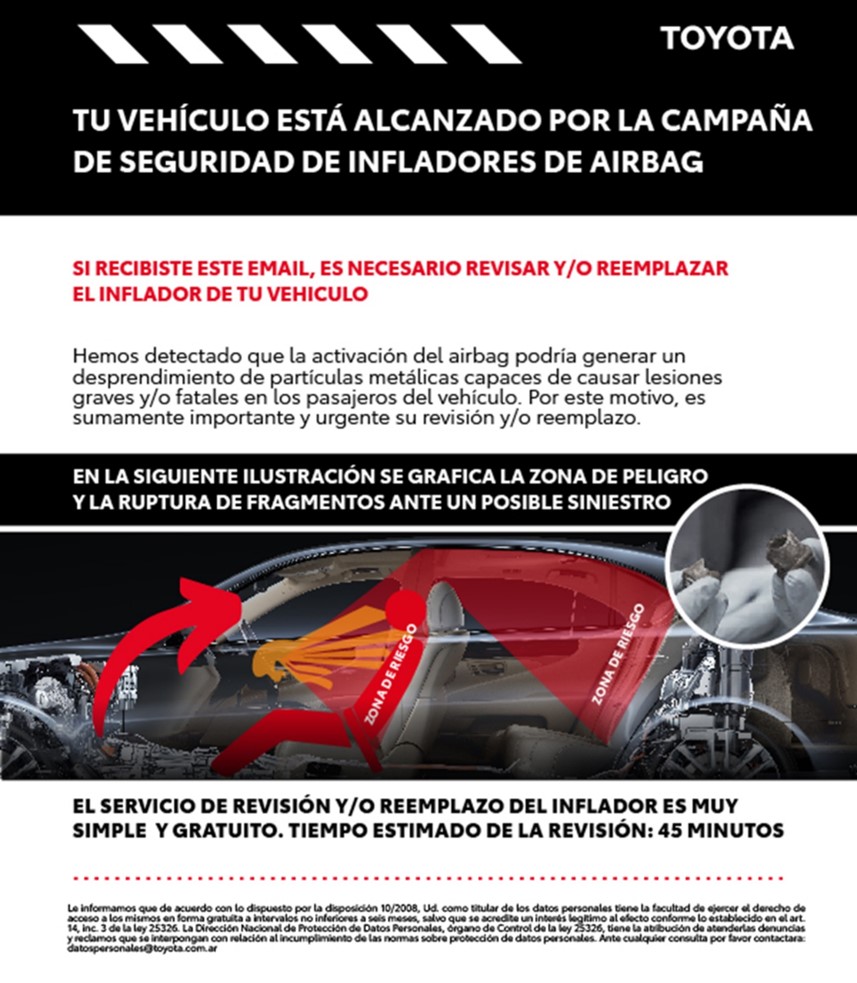 TOYOTA
TU VEHÍCULO ESTÁ ALCANZADO POR LA CAMPAÑA
DE SEGURIDAD DE INFLADORES DE AIRBAG
SI RECIBISTE ESTE EMAIL, ES NECESARIO REVISAR Y/O REEMPLAZAR
EL INFLADOR DE TU VEHICULO
Hemos detectado que la activación del airbag podría generar un
desprendimiento de partículas metálicas capaces de causar lesiones
graves y/o fatales en los pasajeros del vehículo. Por este motivo, es
sumamente importante y urgente su revisión y/o reemplazo.
EN LA SIGUIENTE ILUSTRACIÓN SE GRAFICA LA ZONA DE PELIGRO
Y LA RUPTURA DE FRAGMENTOS ANTE UN POSIBLE SINIESTRO
ZONA DE RIESGO
ZONA DE RIESGO
EL SERVICIO DE REVISIÓN Y/O REEMPLAZO DEL INFLADOR ES MUY
SIMPLE Y GRATUITO. TIEMPO ESTIMADO DE LA REVISIÓN: 45 MINUTOS
Le informamos que de acuerdo con lo dispuesto por la disposición 10/2008, Ud. como titular de los datos personales tiene la facultad de ejercer el derecho de
acceso a los mismos en forma gratuita a intervalos no inferiores a seis meses, salvo que se acredite un interés legítimo al efecto conforme lo establecido en el art.
14, inc. 3 de la ley 25326. La Dirección Nacional de Protección de Datos Personales, órgano de Control de la ley 25326, tiene la atribución de atenderlas denuncias
y reclamos que se interpongan con relación al incumplimiento de las normas sobre protección de datos personales. Ante cualquier consulta por favor contactara:
datospersonales@toyota.com.ar